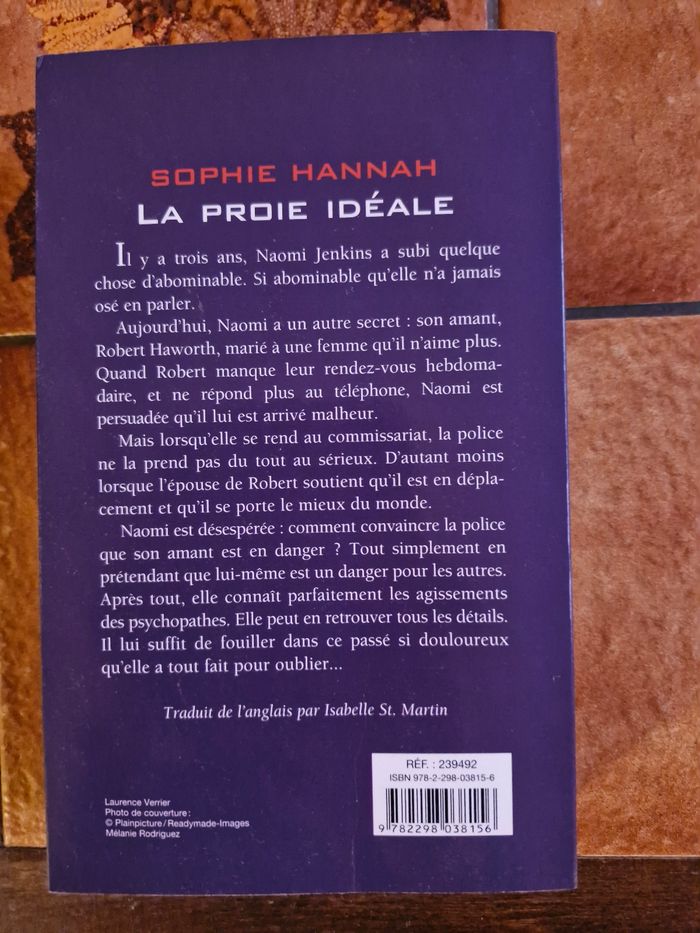 SOPHIE HANNAH
LA PROIE IDÉALE
Il y a trois ans, Naomi Jenkins a subi quelque
chose d'abominable. Si abominable qu'elle n'a jamais
osé en parler.
Aujourd'hui, Naomi a un autre secret : son amant,
Robert Haworth, marié à une femme qu'il n'aime plus.
Quand Robert manque leur rendez-vous hebdoma-
daire, et ne répond plus au téléphone, Naomi est
persuadée qu'il lui est arrivé malheur.
Mais lorsqu'elle se rend au commissariat, la police
ne la prend pas du tout au sérieux. D'autant moins
lorsque l'épouse de Robert soutient qu'il est en dépla-
cement et qu'il se porte le mieux du monde.
Naomi est désespérée : comment convaincre la police
que son amant est en danger ? Tout simplement en
prétendant que lui-même est un danger pour les autres.
Après tout, elle connaît parfaitement les agissements
des psychopathes. Elle peut en retrouver tous les détails.
Il lui suffit de fouiller dans ce passé si douloureux
qu'elle a tout fait pour oublier...
Traduit de l'anglais par Isabelle St. Martin
RÉF. : 239492
ISBN 978-2-298-03815-6
9 782298 038156
Laurence Verrier
Photo de couverture :
© Plainpicture / Readymade-Images
Mélanie Rodriguez